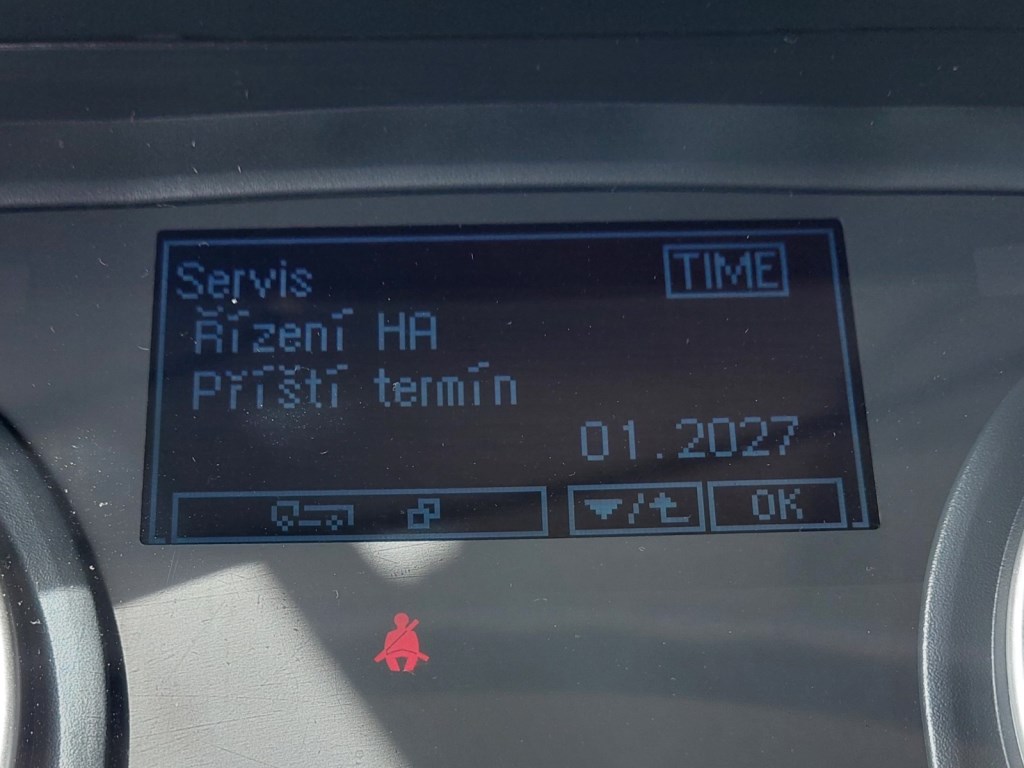 Servis
TIME
Řízení HA
Příští termín
01.2027
/
OK